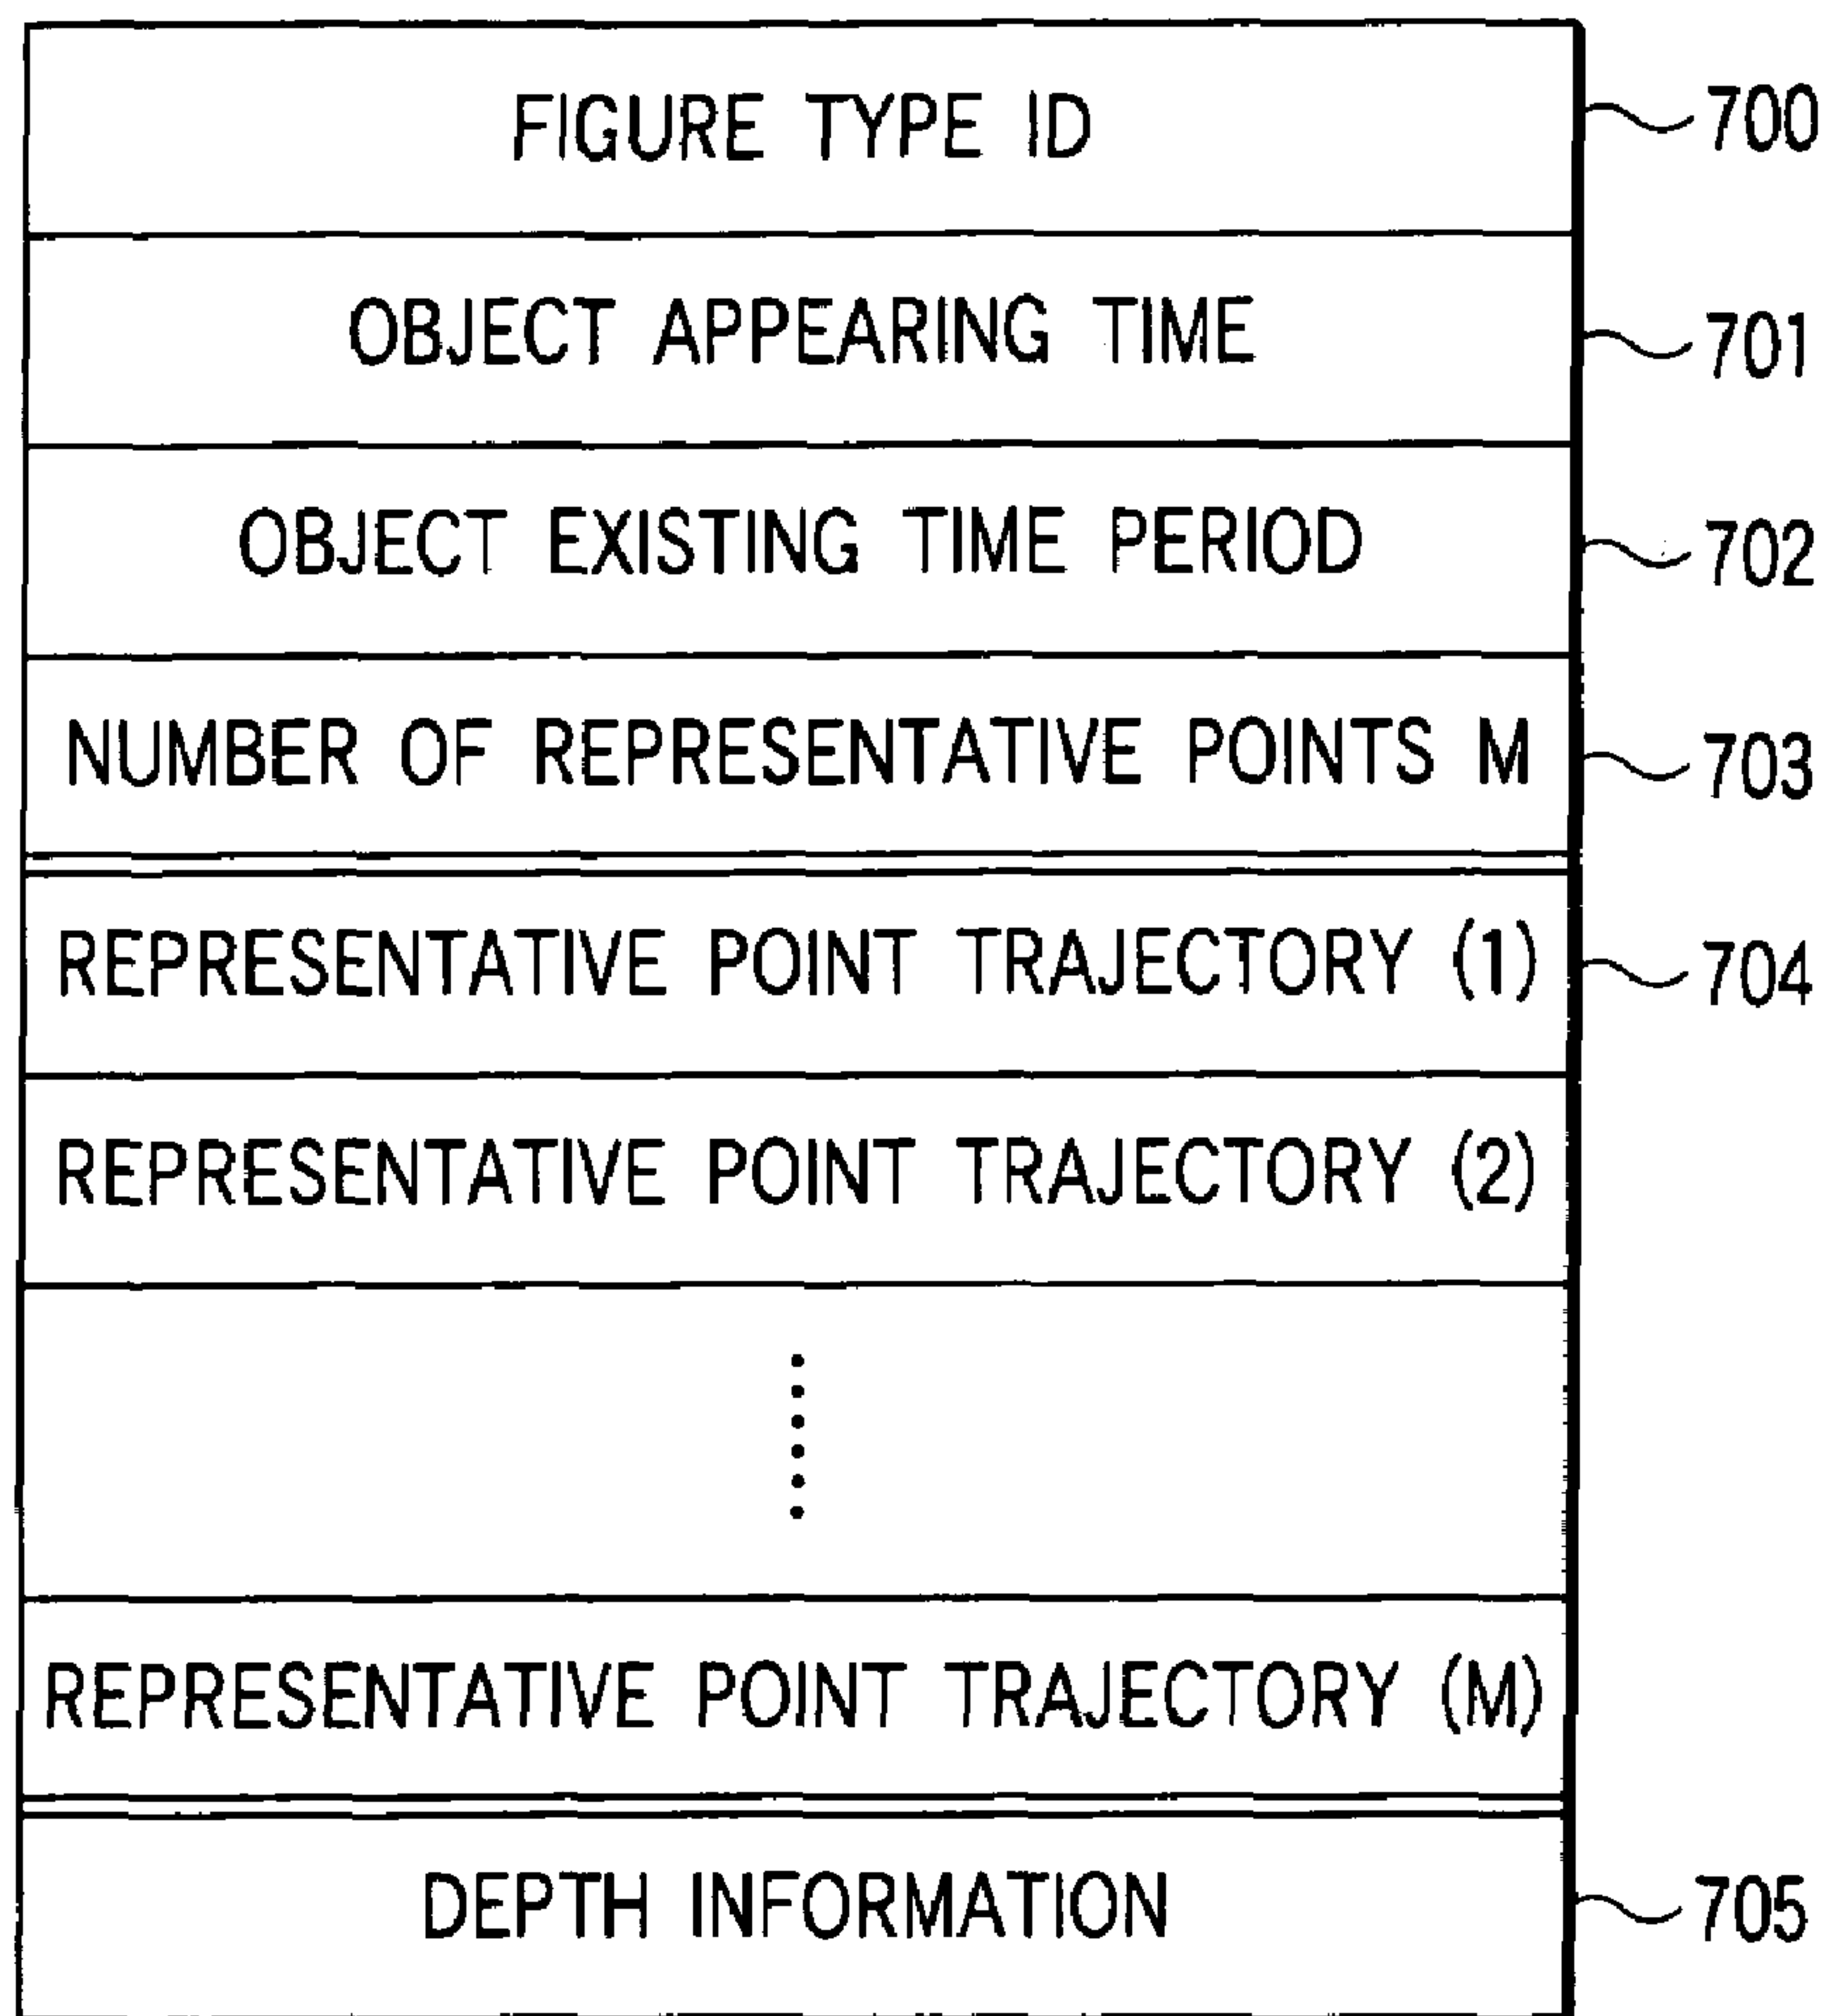 FIGURE TYPE ID 700
OBJECT APPEARING TIME 701
OBJECT EXISTING TIME PERIOD 702
NUMBER OF REPRESENTATIVE POINTS M 703
REPRESENTATIVE POINT TRAJECTORY (1) 704
REPRESENTATIVE POINT TRAJECTORY (2)
REPRESENTATIVE POINT TRAJECTORY (M)
DEPTH INFORMATION 705